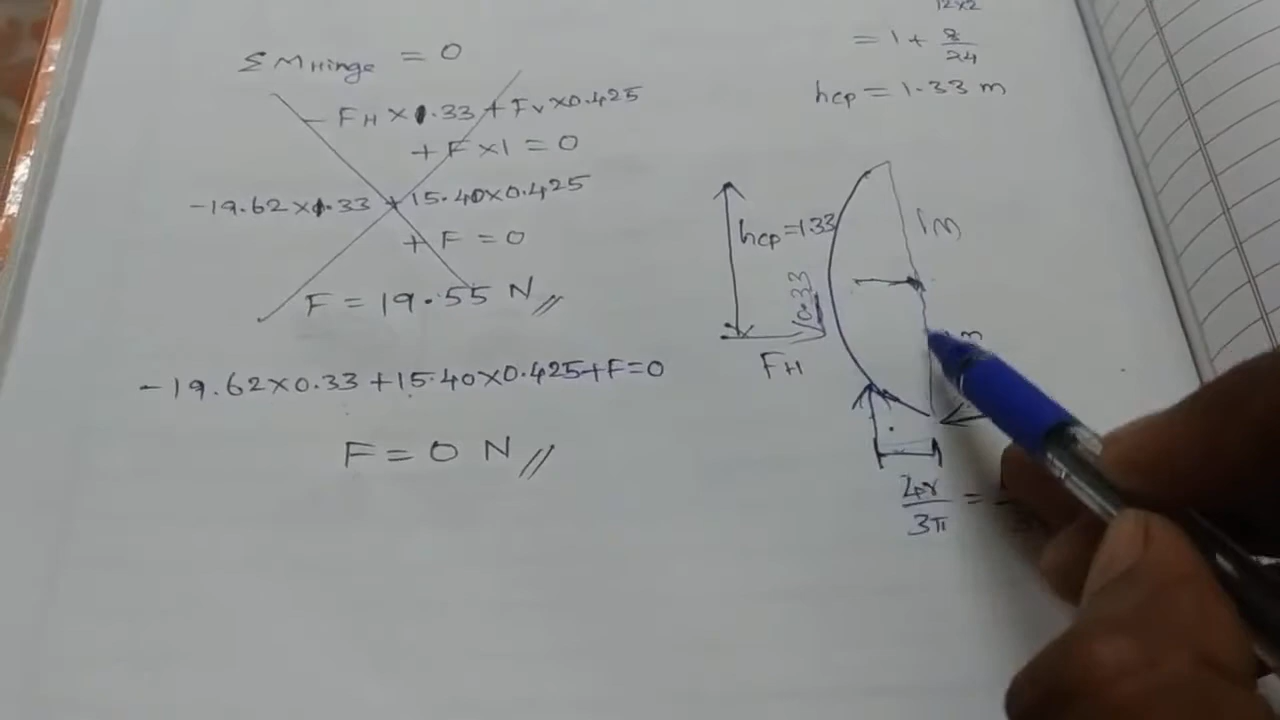 Σ M Hinge = 0
- FH × 0.33 + Fv × 0.425
+ F × 1 = 0
-19.62 × 0.33 + 15.40 × 0.425
+ F = 0
F = 19.55 N //
-19.62 × 0.33 + 15.40 × 0.425 + F = 0
F = 0 N //
12×2
= 1 + 8/24
hcp = 1.33 m
hcp = 1.33
1m
0.33
m
FH
4r/3π =